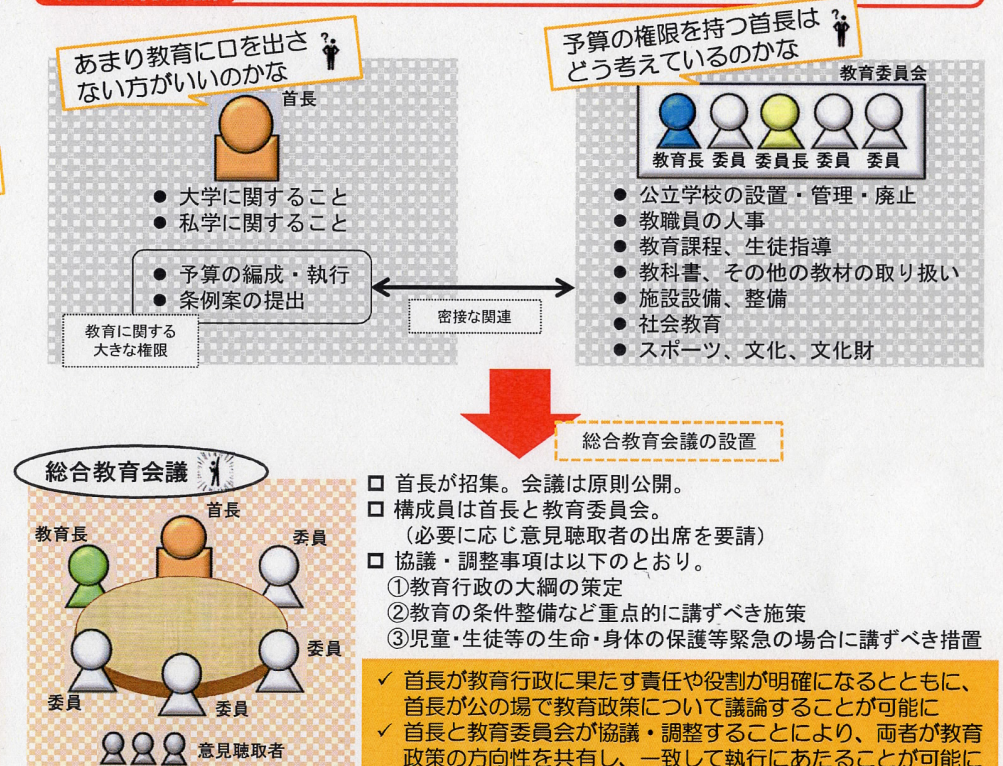 あまり教育に口を出さ
ない方がいいのかな
首長
● 大学に関すること
● 私学に関すること
● 予算の編成・執行
● 条例案の提出
教育に関する
大きな権限
密接な関連
予算の権限を持つ首長は
どう考えているのかな
教育委員会
教育長 委員 委員長 委員 委員
● 公立学校の設置・管理・廃止
● 教職員の人事
● 教育課程、生徒指導
● 教科書、その他の教材の取り扱い
● 施設設備、整備
● 社会教育
● スポーツ、文化、文化財
総合教育会議の設置
総合教育会議
首長
教育長
委員
委員
委員
委員
意見聴取者
□ 首長が招集。会議は原則公開。
□ 構成員は首長と教育委員会。
（必要に応じ意見聴取者の出席を要請）
□ 協議・調整事項は以下のとおり。
①教育行政の大綱の策定
②教育の条件整備など重点的に講ずべき施策
③児童・生徒等の生命・身体の保護等緊急の場合に講ずべき措置
✓ 首長が教育行政に果たす責任や役割が明確になるとともに、
首長が公の場で教育政策について議論することが可能に
✓ 首長と教育委員会が協議・調整することにより、両者が教育
政策の方向性を共有し、一致して執行にあたることが可能に